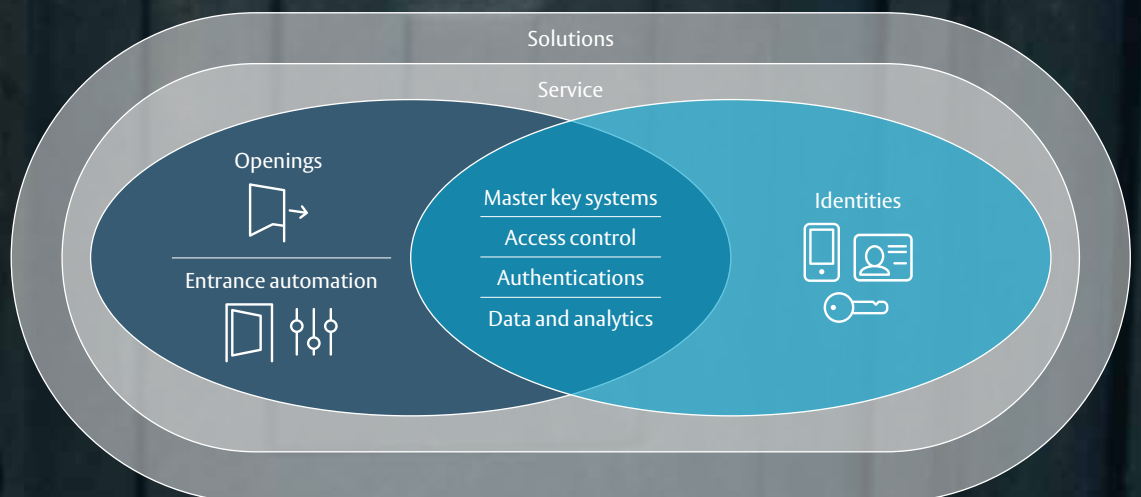 Solutions
Service
Openings
Entrance automation
Master key systems
Access control
Authentications
Data and analytics
Identities